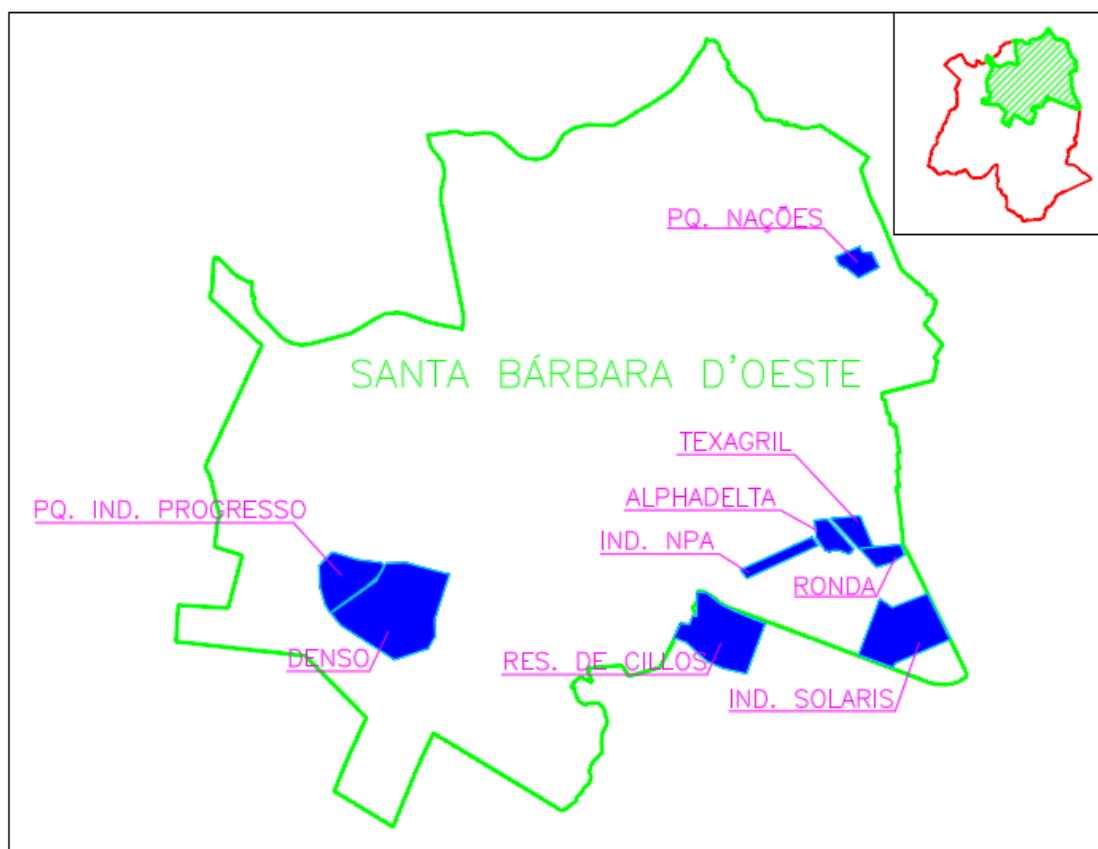 PQ. NAÇÕES
SANTA BÁRBARA D'OESTE
TEXAGRIL
ALPHADELTA
PQ. IND. PROGRESSO
IND. NPA
RONDA
DENSO
RES. DE CILLOS
IND. SOLARIS